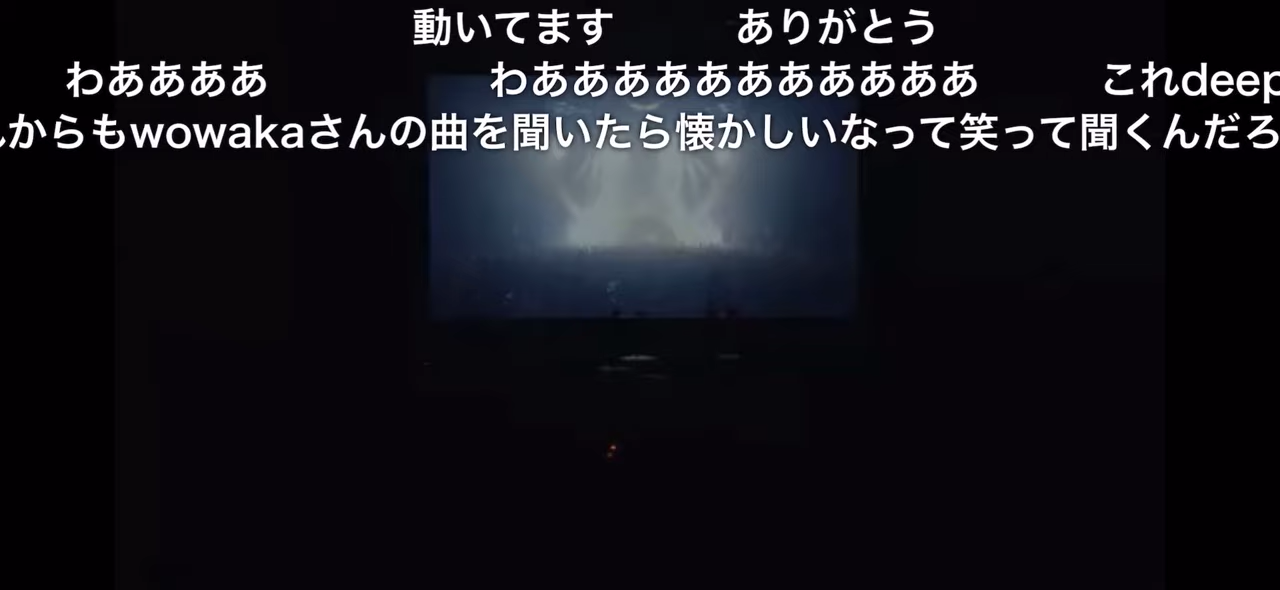 動いてます ありがとう
わああああ わあああああああああああ これdeep
からもwowakaさんの曲を聞いたら懐かしいなって笑って聞くんだろ